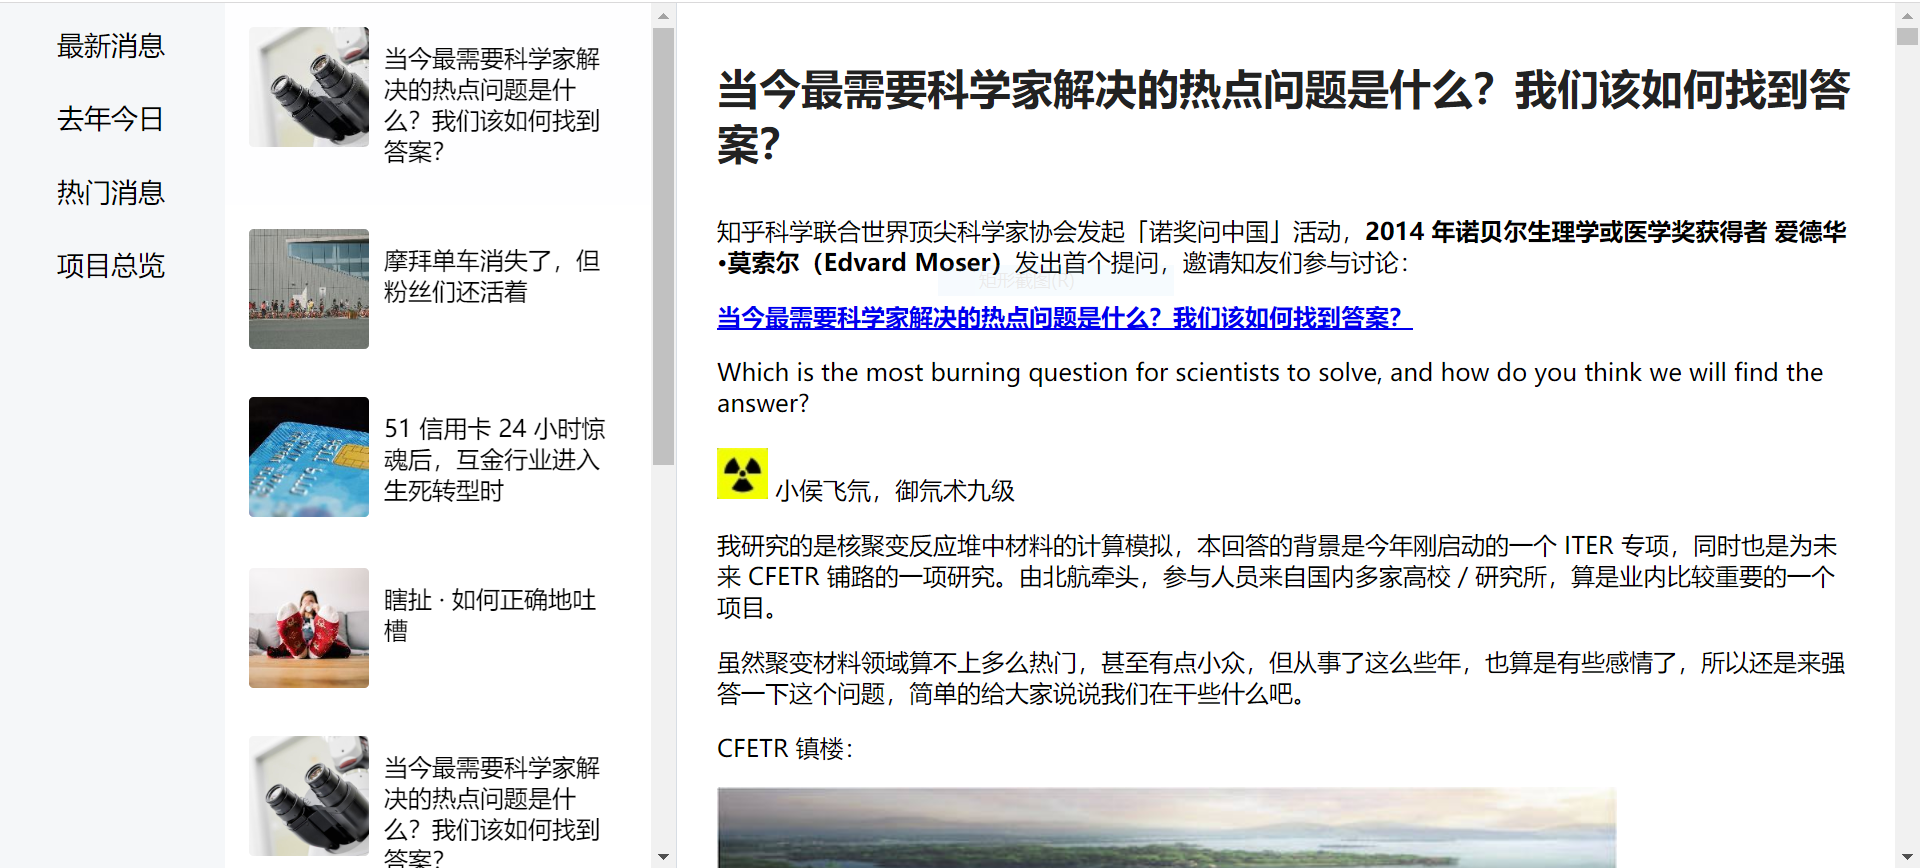 最新消息
去年今日
热门消息
项目总览
当今最需要科学家解
决的热点问题是什
么？我们该如何找到
答案？
摩拜单车消失了，但
粉丝们还活着
51 信用卡 24 小时惊
魂后，互金行业进入
生死转型时
瞎扯 · 如何正确地吐
槽
当今最需要科学家解
决的热点问题是什
么？我们该如何找到
答案？
当今最需要科学家解决的热点问题是什么？我们该如何找到答
案？
知乎科学联合世界顶尖科学家协会发起「诺奖问中国」活动，2014 年诺贝尔生理学或医学奖获得者 爱德华
•莫索尔（Edvard Moser）发出首个提问，邀请知友们参与讨论：
矩形截图(R)
当今最需要科学家解决的热点问题是什么？我们该如何找到答案？
Which is the most burning question for scientists to solve, and how do you think we will find the
answer?
小侯飞氘，御氘术九级
我研究的是核聚变反应堆中材料的计算模拟，本回答的背景是今年刚启动的一个 ITER 专项，同时也是为未
来 CFETR 铺路的一项研究。由北航牵头，参与人员来自国内多家高校 / 研究所，算是业内比较重要的一个
项目。
虽然聚变材料领域算不上多么热门，甚至有点小众，但从事了这么些年，也算是有些感情了，所以还是来强
答一下这个问题，简单的给大家说说我们在干些什么吧。
CFETR 镇楼：